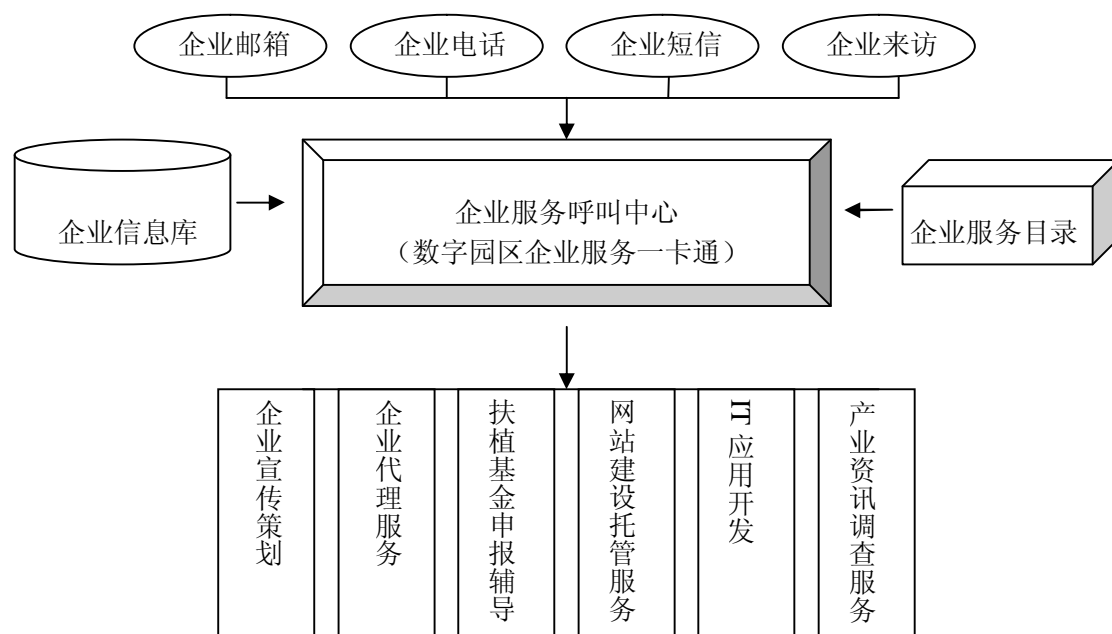 企业邮箱
企业电话
企业短信
企业来访
企业信息库
企业服务呼叫中心
（数字园区企业服务一卡通）
企业服务目录
企业宣传策划
企业代理服务
扶植基金申报辅导
网站建设托管服务
IT应用开发
产业资讯调查服务